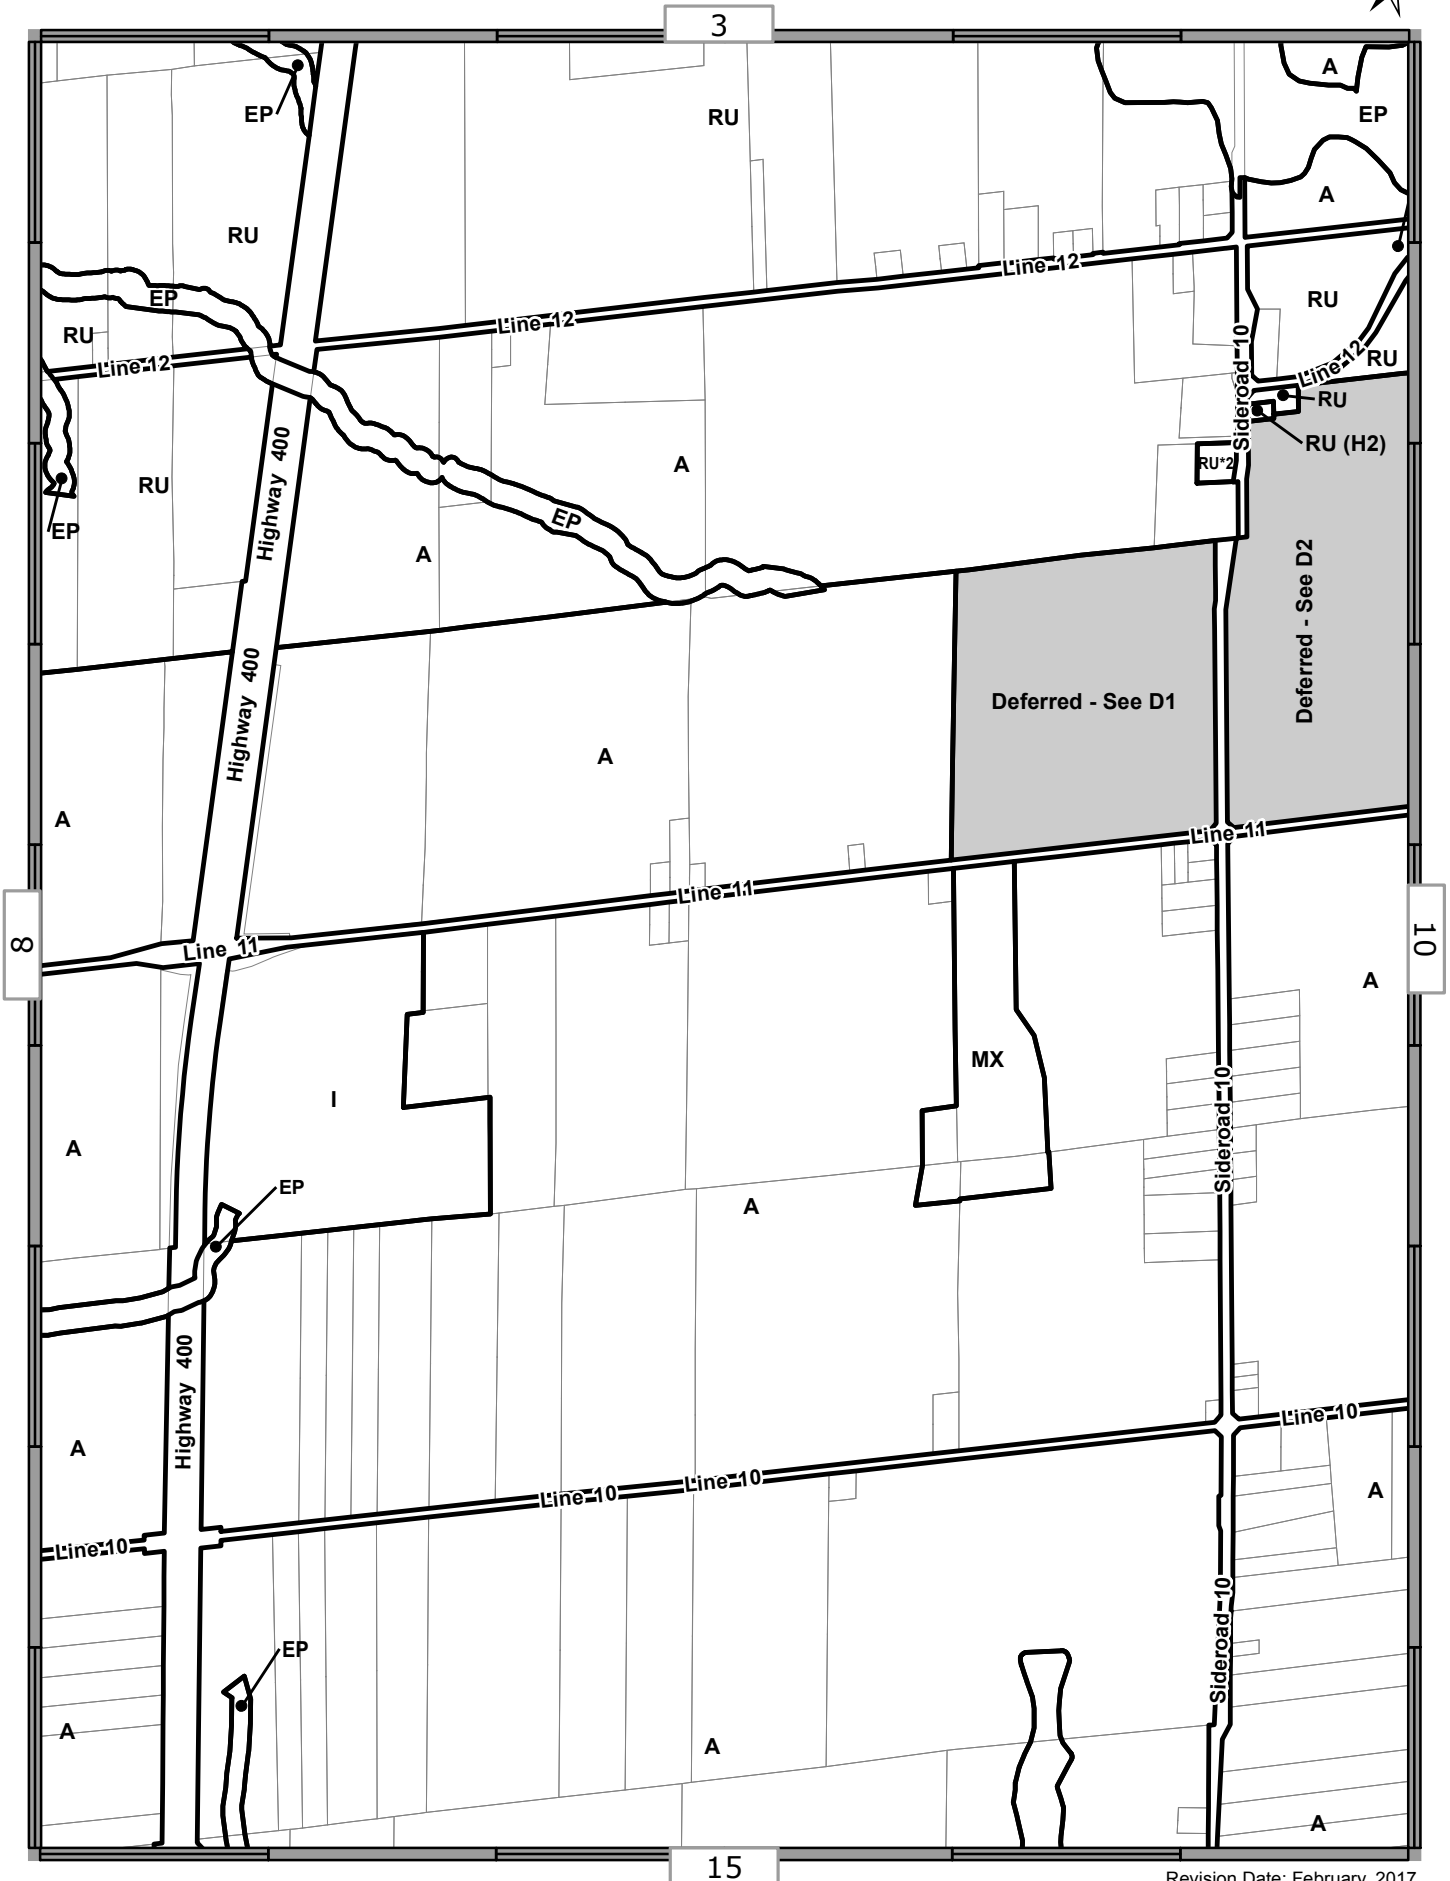 3
A
EP
EP
RU
A
RU
Line 12
EP
RU
Line 12
RU
Line 12
Sideroad 10
Line 12
RU
RU
RU (H2)
Highway 400
A
RU*2
RU
EP
EP
A
Deferred - See D2
Highway 400
Deferred - See D1
A
A
Line 11
Line 11
8
Line 11
10
A
MX
I
Sideroad 10
A
EP
A
Highway 400
Line 10
A
Line 10
Line 10
A
Line 10
Sideroad 10
EP
A
A
A
15
Revision Date: February, 2017